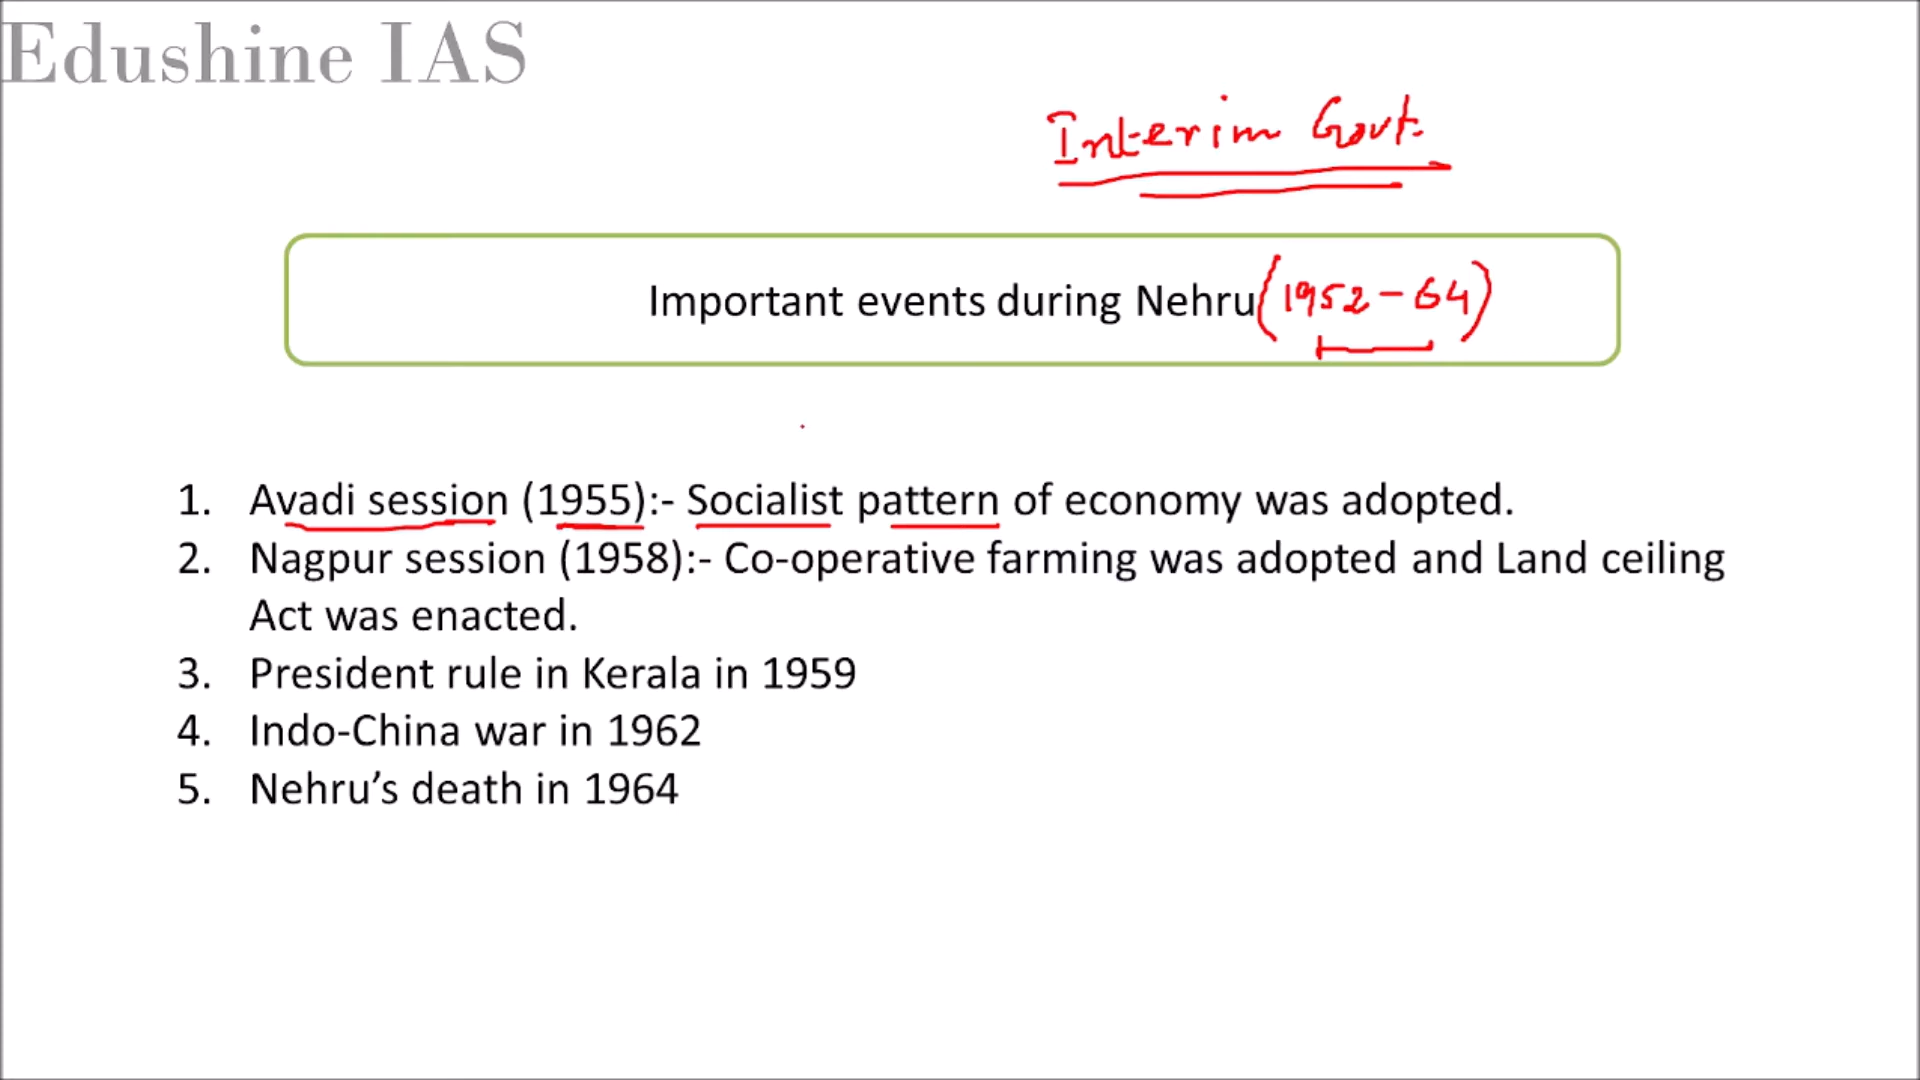 Edushine IAS
Interim Govt.
Important events during Nehru (1952-64)
1. Avadi session (1955):- Socialist pattern of economy was adopted.
2. Nagpur session (1958):- Co-operative farming was adopted and Land ceiling
Act was enacted.
3. President rule in Kerala in 1959
4. Indo-China war in 1962
5. Nehru’s death in 1964